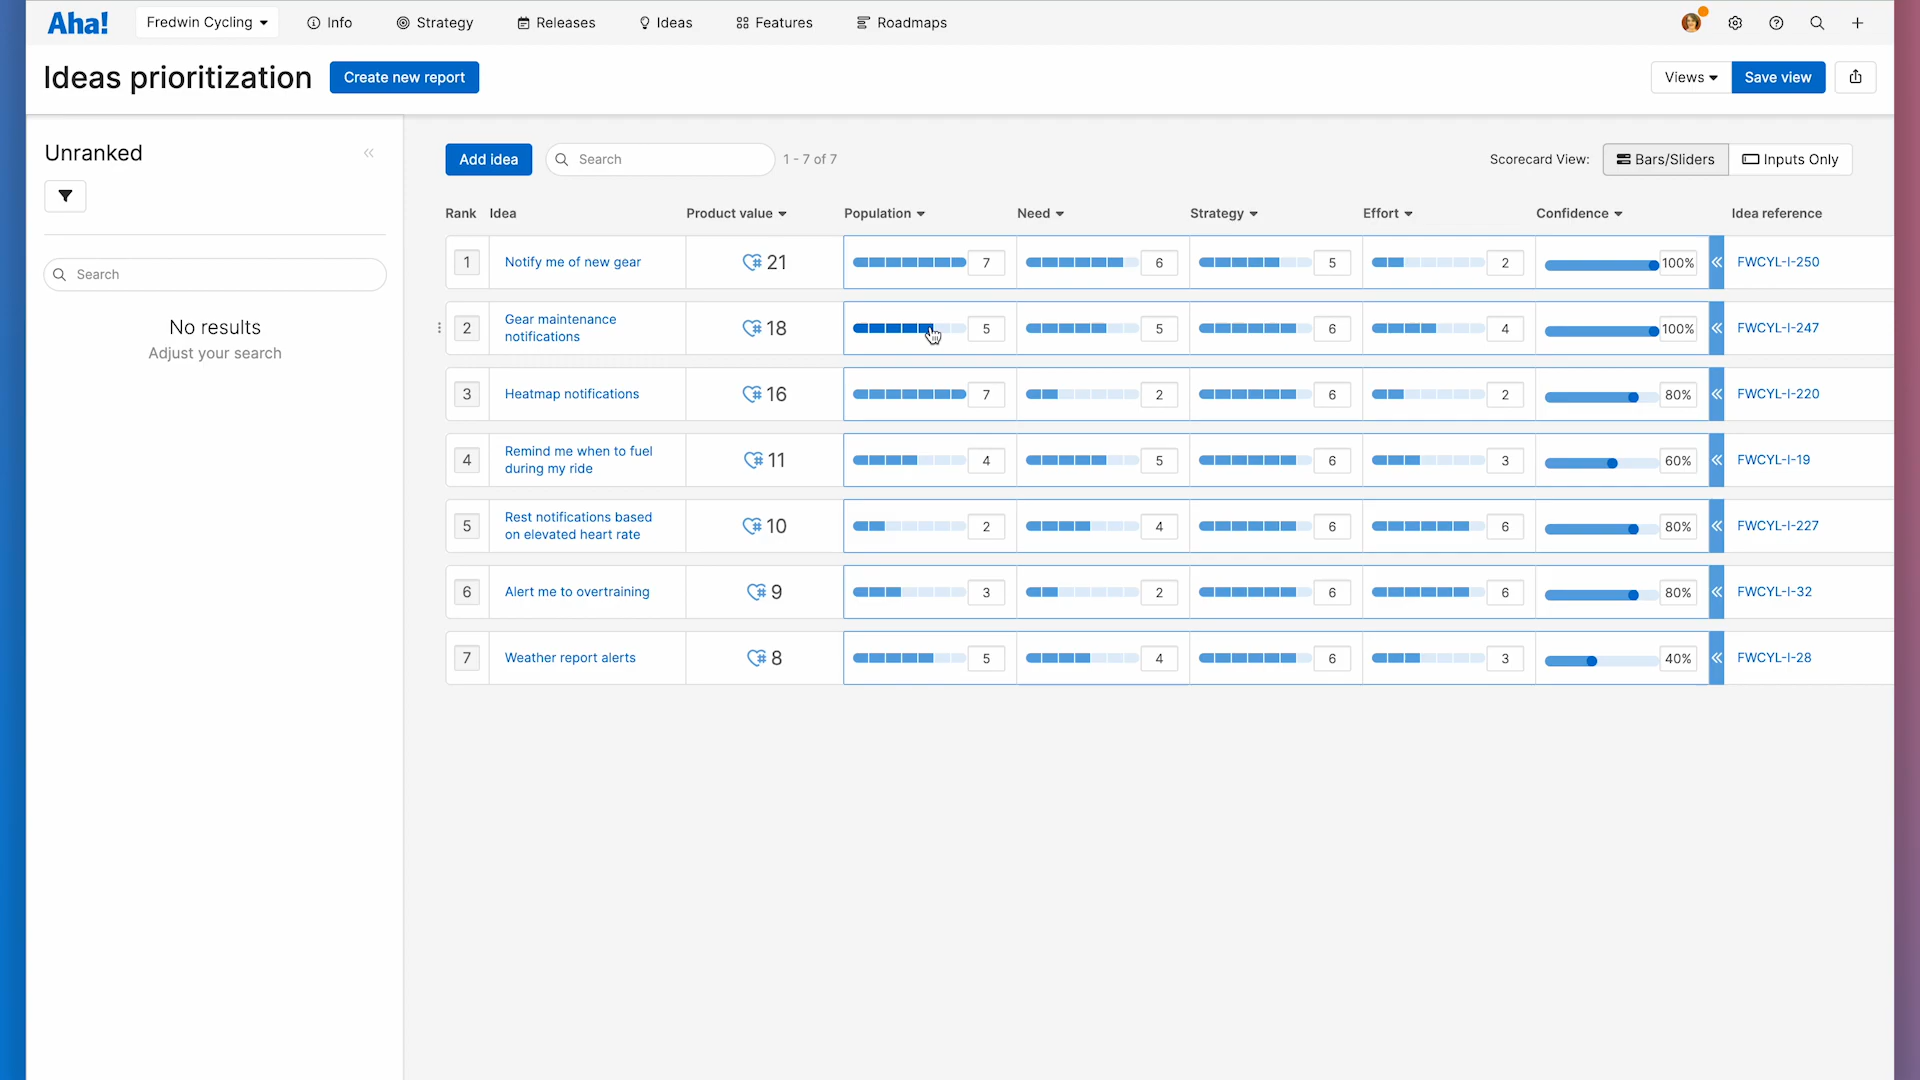 Aha! Fredwin Cycling Info Strategy Releases Ideas Features Roadmaps
Ideas prioritization Create new report Views Save view
Unranked
Search
No results
Adjust your search
Add idea Search 1 - 7 of 7 Scorecard View: Bars/Sliders Inputs Only
Rank Idea Product value Population Need Strategy Effort Confidence Idea reference
1 Notify me of new gear 21 7 6 5 2 100% FWCYL-I-250
2 Gear maintenance
notifications 18 5 5 6 4 100% FWCYL-I-247
3 Heatmap notifications 16 7 2 6 2 80% FWCYL-I-220
4 Remind me when to fuel
during my ride 11 4 5 6 3 60% FWCYL-I-19
5 Rest notifications based
on elevated heart rate 10 2 4 6 6 80% FWCYL-I-227
6 Alert me to overtraining 9 3 2 6 6 80% FWCYL-I-32
7 Weather report alerts 8 5 4 6 3 40% FWCYL-I-28